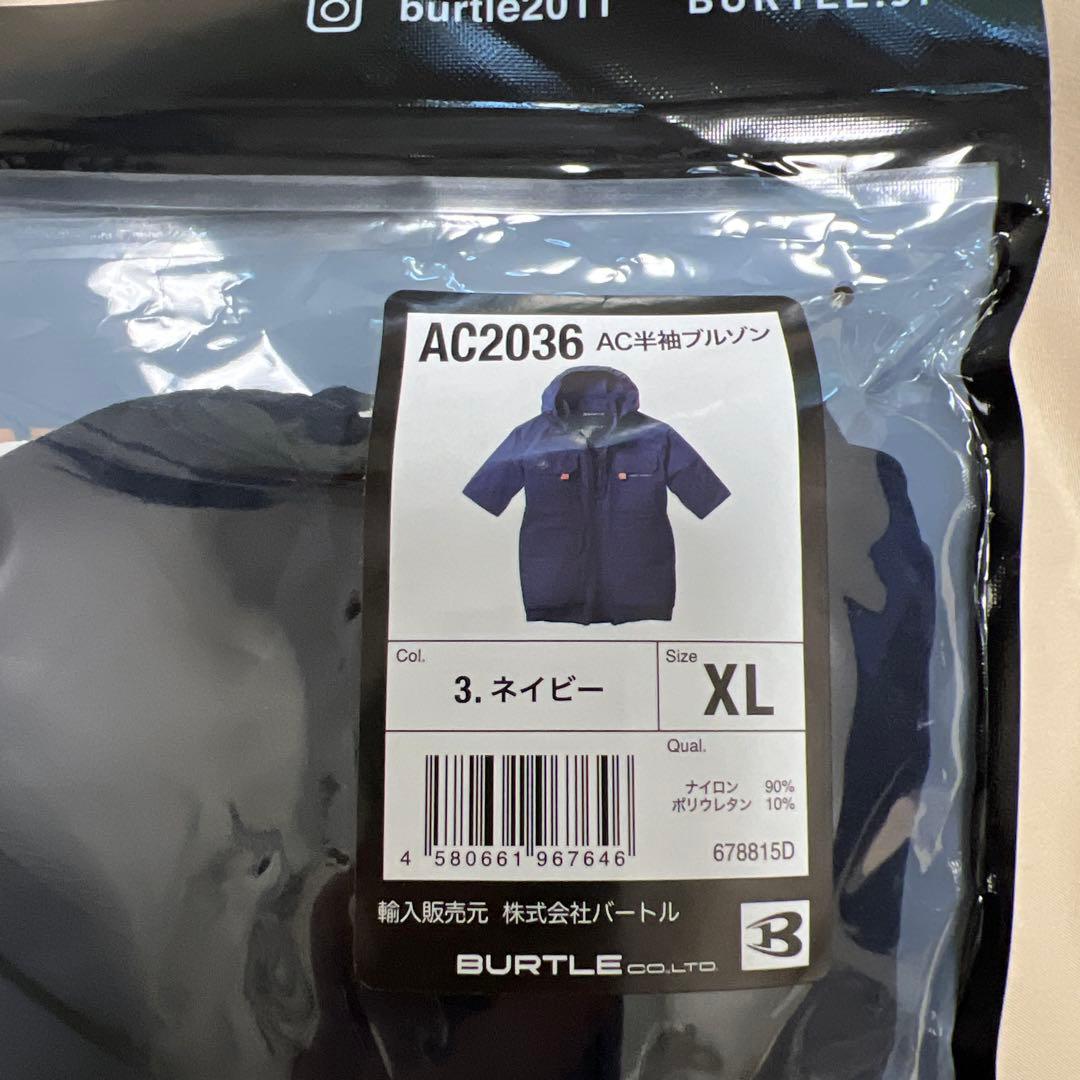 burtle2011
AC2036 AC半袖ブルゾン
Col.
3.ネイビー
Size
XL
Qual.
ナイロン 90%
ポリウレタン 10%
4 580661 967646
678815D
輸入販売元 株式会社バートル
BURTLE CO.,LTD.